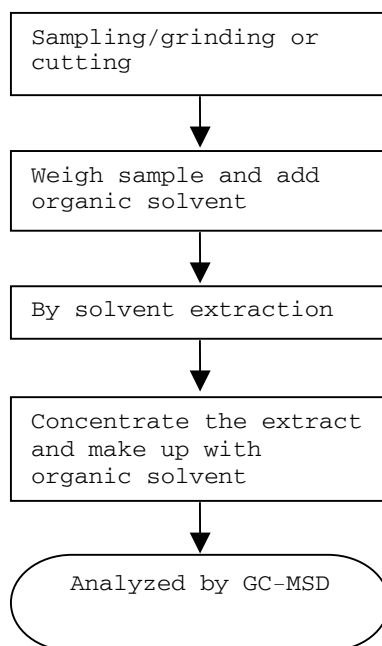 Sampling/grinding or
cutting
Weigh sample and add
organic solvent
By solvent extraction
Concentrate the extract
and make up with
organic solvent
Analyzed by GC-MSD